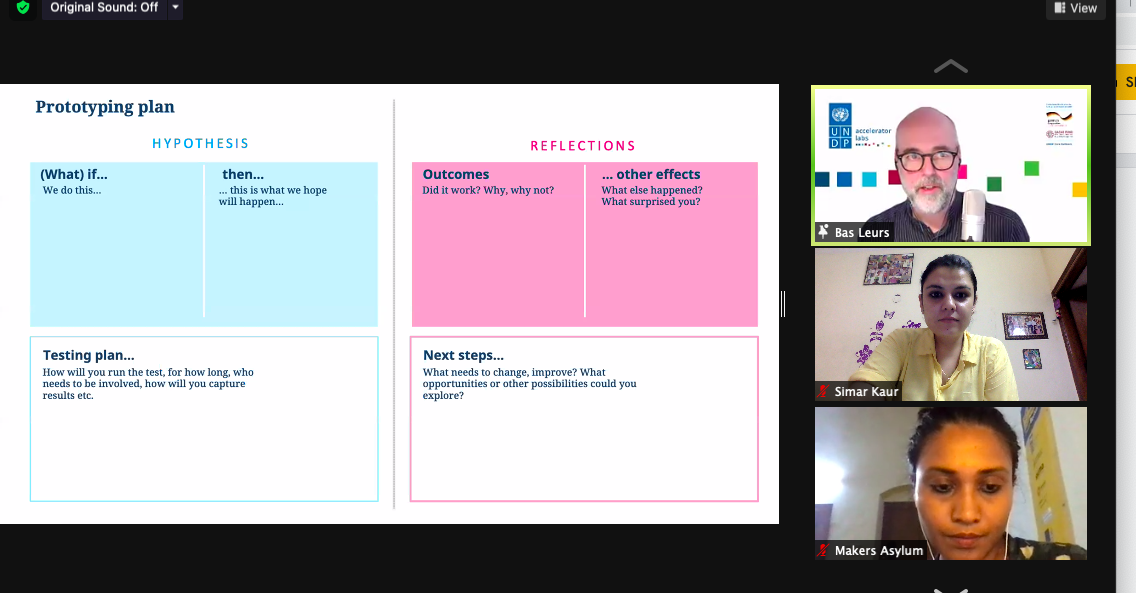 Original Sound: Off
View
Prototyping plan
HYPOTHESIS
(What) if...
We do this...
then...
... this is what we hope
will happen...
Testing plan...
How will you run the test, for how long, who
needs to be involved, how will you capture
results etc.
REFLECTIONS
Outcomes
Did it work? Why, why not?
... other effects
What else happened?
What surprised you?
Next steps...
What needs to change, improve? What
opportunities or other possibilities could you
explore?
U N
D P
accelerator
labs
Bas Leurs
Simar Kaur
Makers Asylum